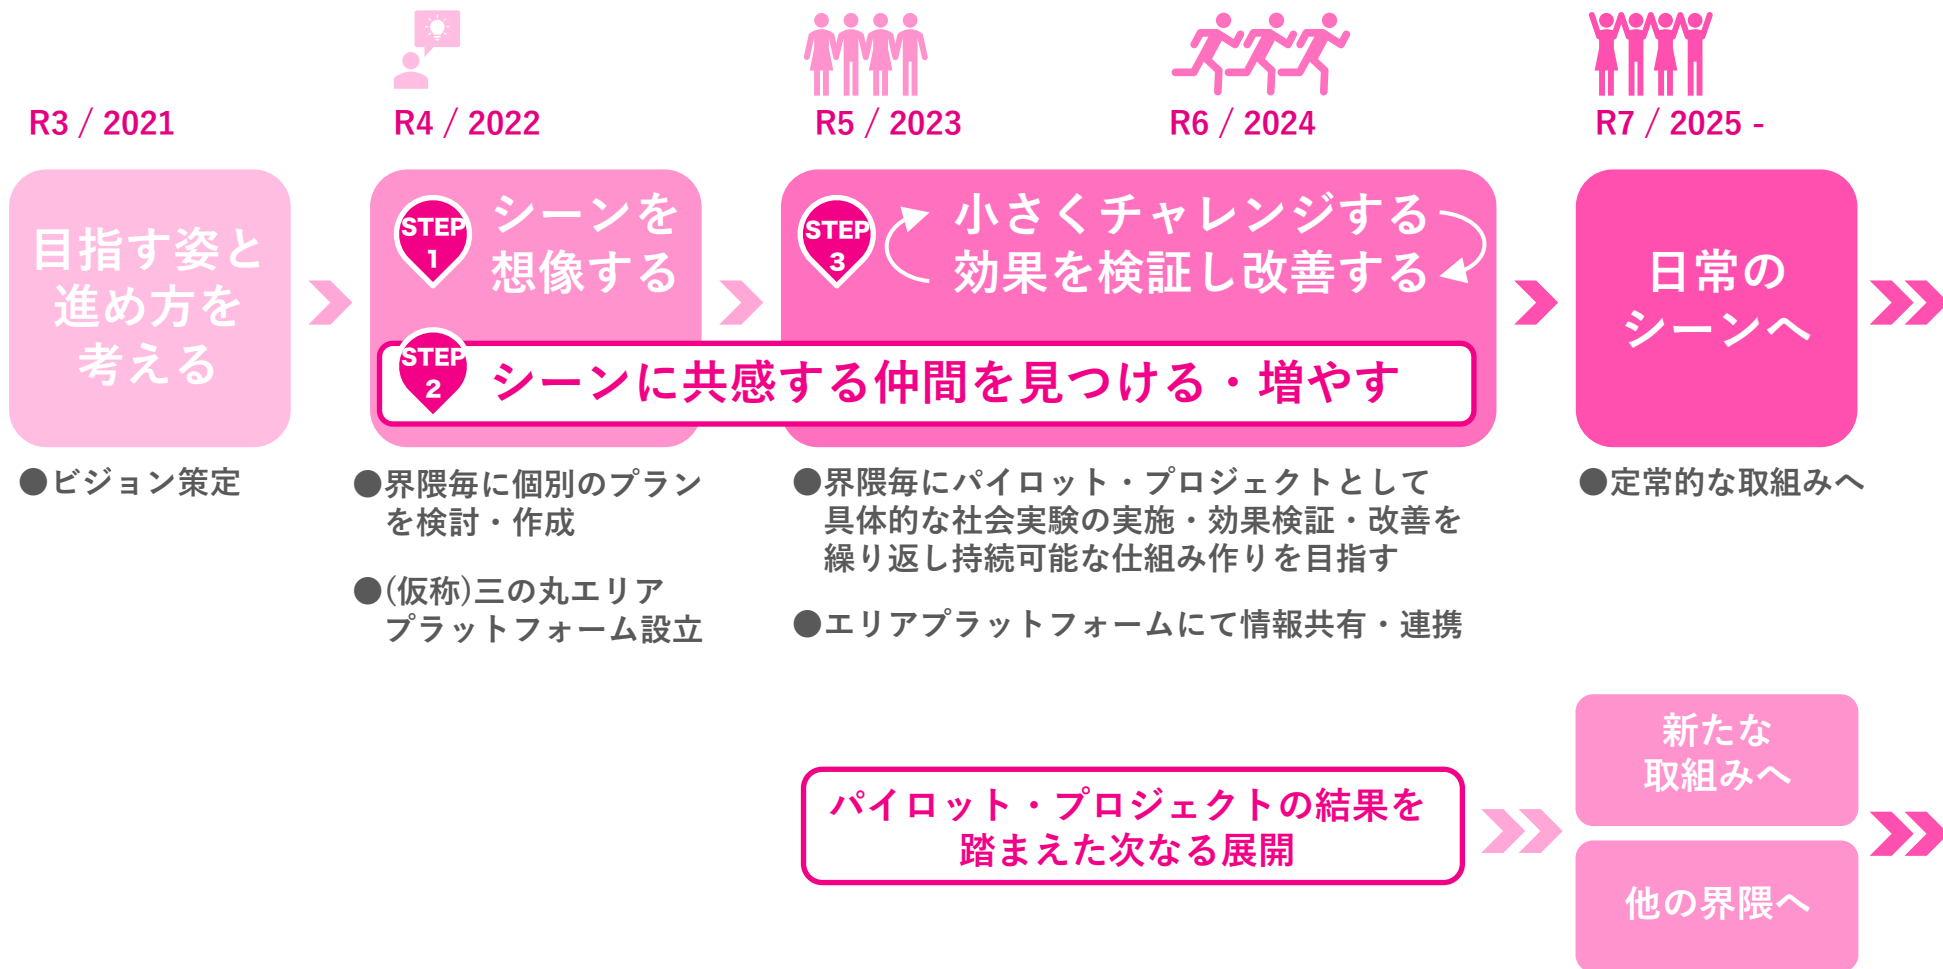 R3 / 2021
R4 / 2022
R5 / 2023
R6 / 2024
R7 / 2025 -
目指す姿と
進め方を
考える
STEP
1
シーンを
想像する
STEP
3
小さくチャレンジする
効果を検証し改善する
日常の
シーンへ
STEP
2
シーンに共感する仲間を見つける・増やす
●ビジョン策定
●界隈毎に個別のプラン
を検討・作成
●(仮称)三の丸エリア
プラットフォーム設立
●界隈毎にパイロット・プロジェクトとして
具体的な社会実験の実施・効果検証・改善を
繰り返し持続可能な仕組み作りを目指す
●エリアプラットフォームにて情報共有・連携
●定常的な取組みへ
パイロット・プロジェクトの結果を
踏まえた次なる展開
新たな
取組みへ
他の界隈へ